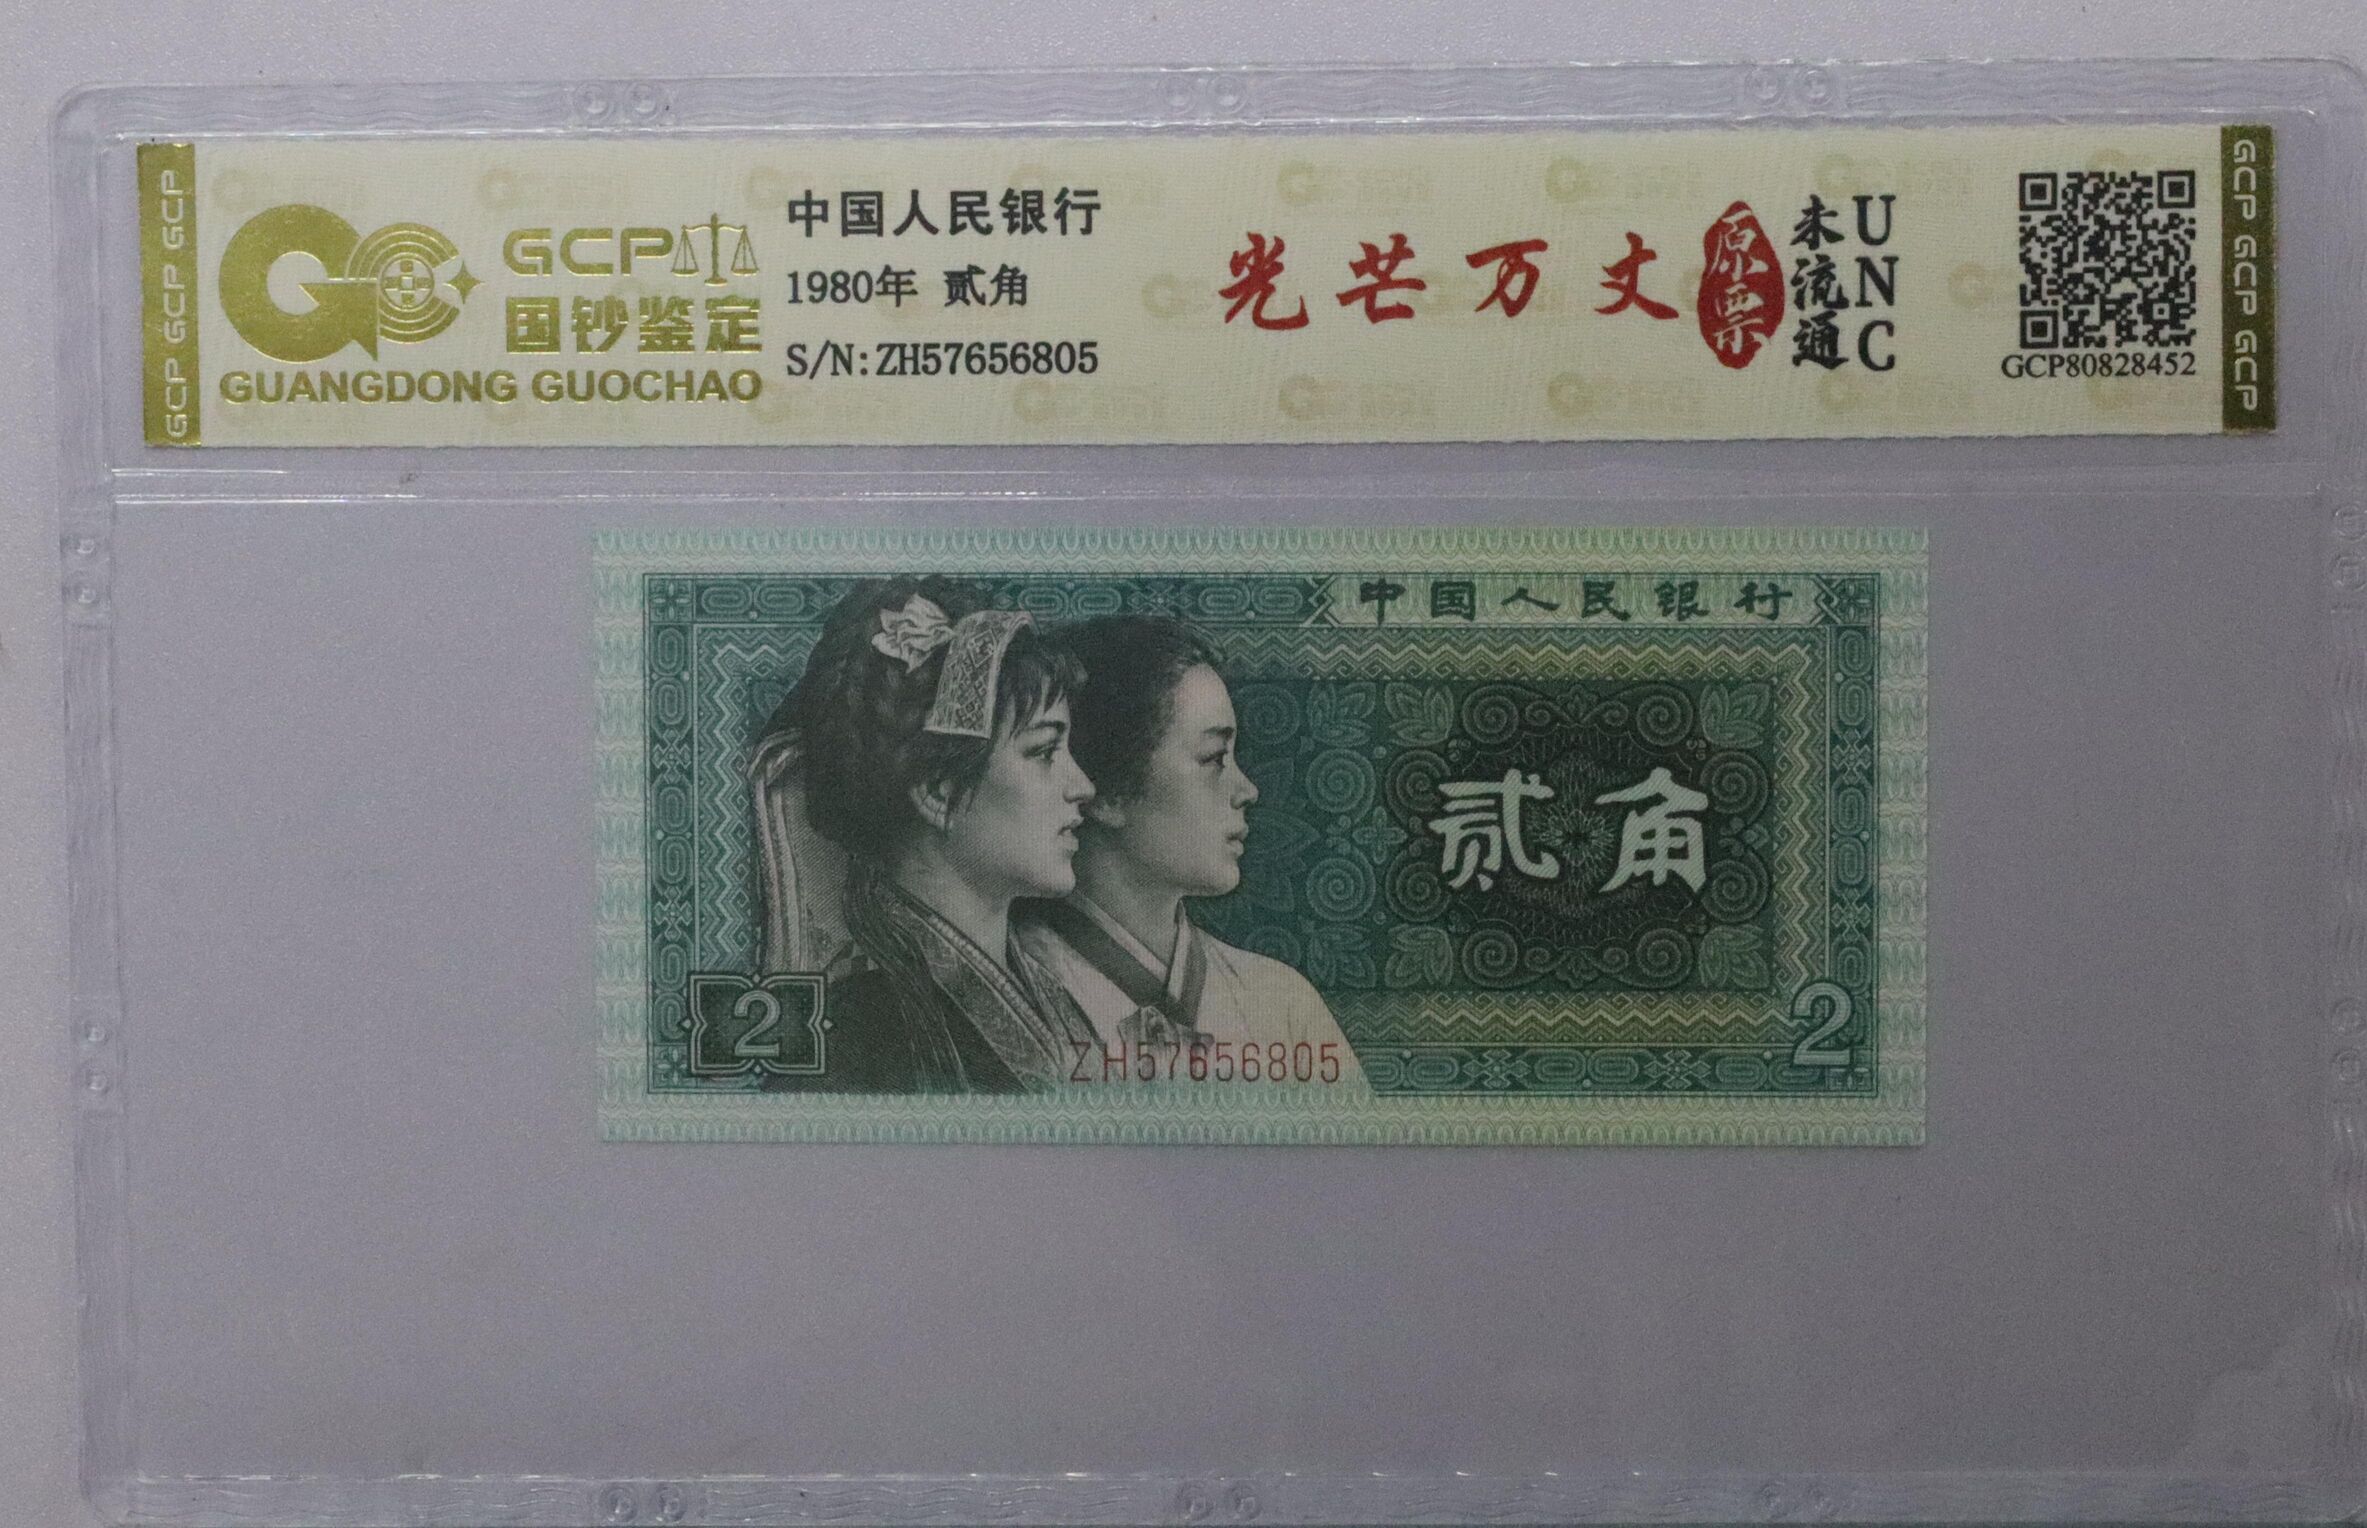 GCP GCP GCP
GCP
国钞鉴定
GUANGDONG GUOCHAO
中国人民银行
1980年 贰角
S/N:ZH57656805
光芒万丈
原票
未流通
UNC
GCP80828452
GCP GCP GCP
中国人民银行
贰角
2
2
ZH57656805